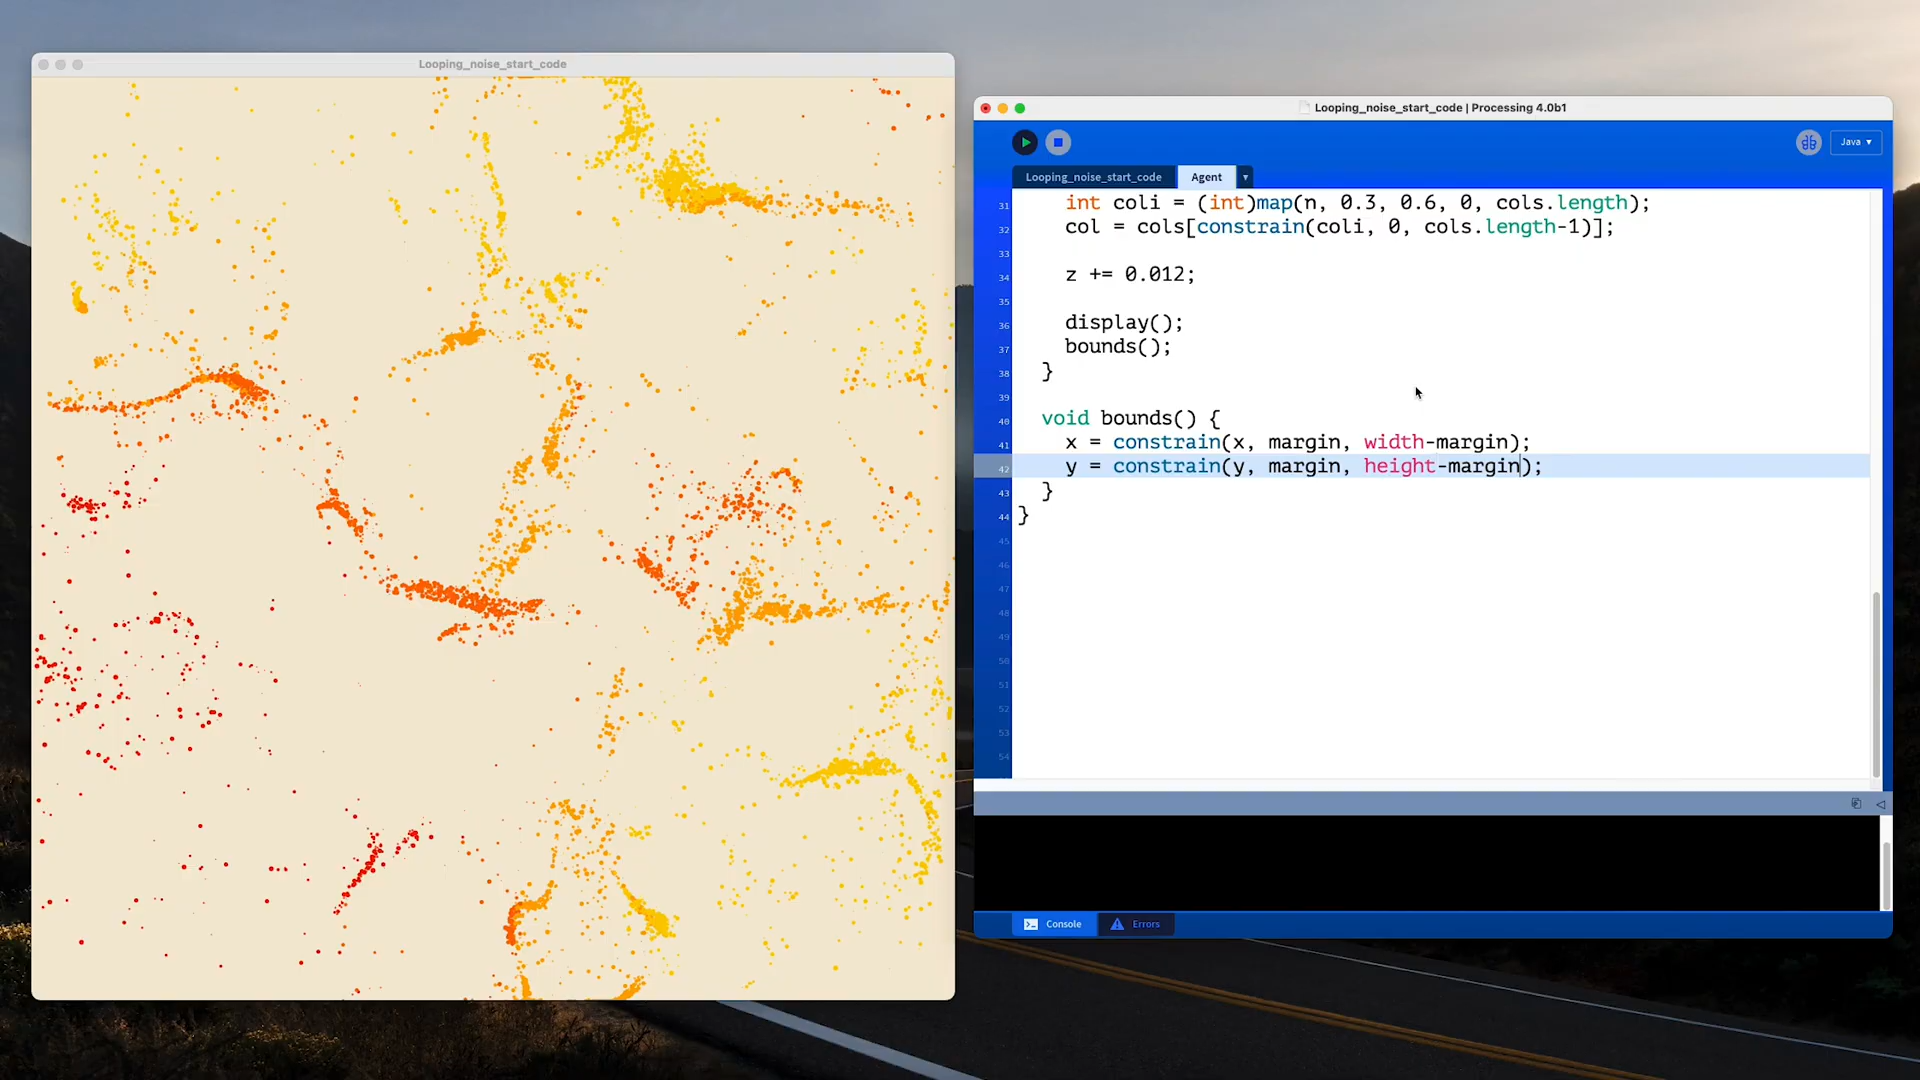 Looping_noise_start_code
Looping_noise_start_code | Processing 4.0b1
Java
Looping_noise_start_code
Agent
31 int coli = (int)map(n, 0.3, 0.6, 0, cols.length);
32 col = cols[constrain(coli, 0, cols.length-1)];
33
34 z += 0.012;
35
36 display();
37 bounds();
38 }
39
40 void bounds() {
41 x = constrain(x, margin, width-margin);
42 y = constrain(y, margin, height-margin);
43 }
44 }
45
46
47
48
49
50
51
52
53
54
Console
Errors